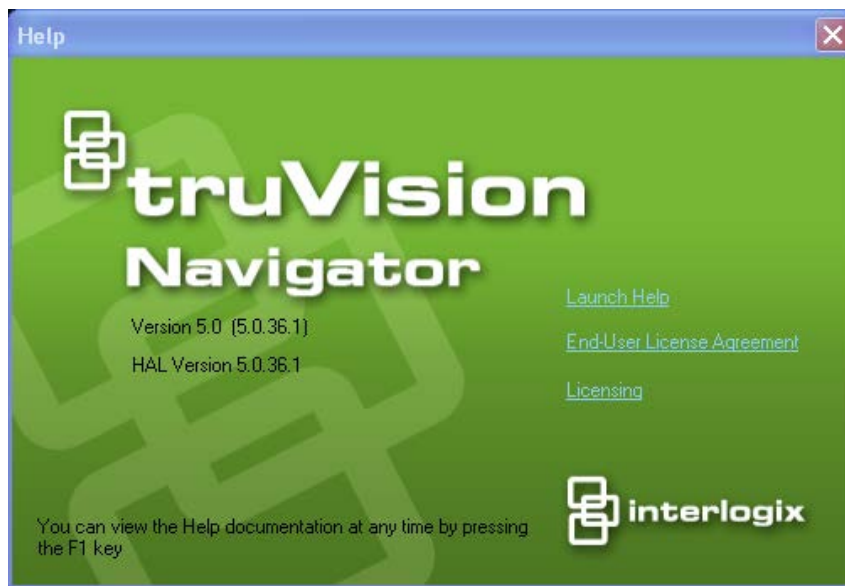 Help
truVision
Navigator
Version 5.0 (5.0.36.1)
HAL Version 5.0.36.1
Launch Help
End-User License Agreement
Licensing
You can view the Help documentation at any time by pressing
the F1 key
interlogix